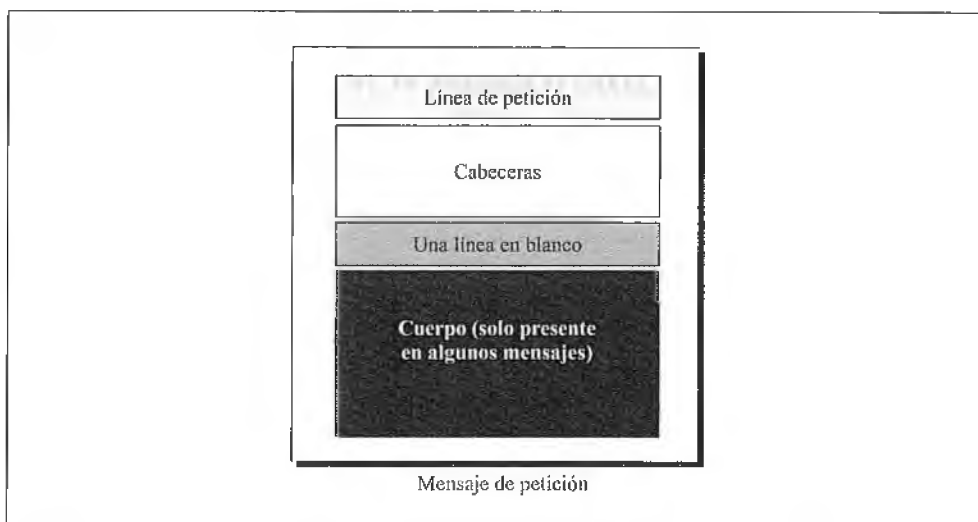 Línea de petición
Cabeceras
Una línea en blanco
Cuerpo (solo presente
en algunos mensajes)
Mensaje de petición